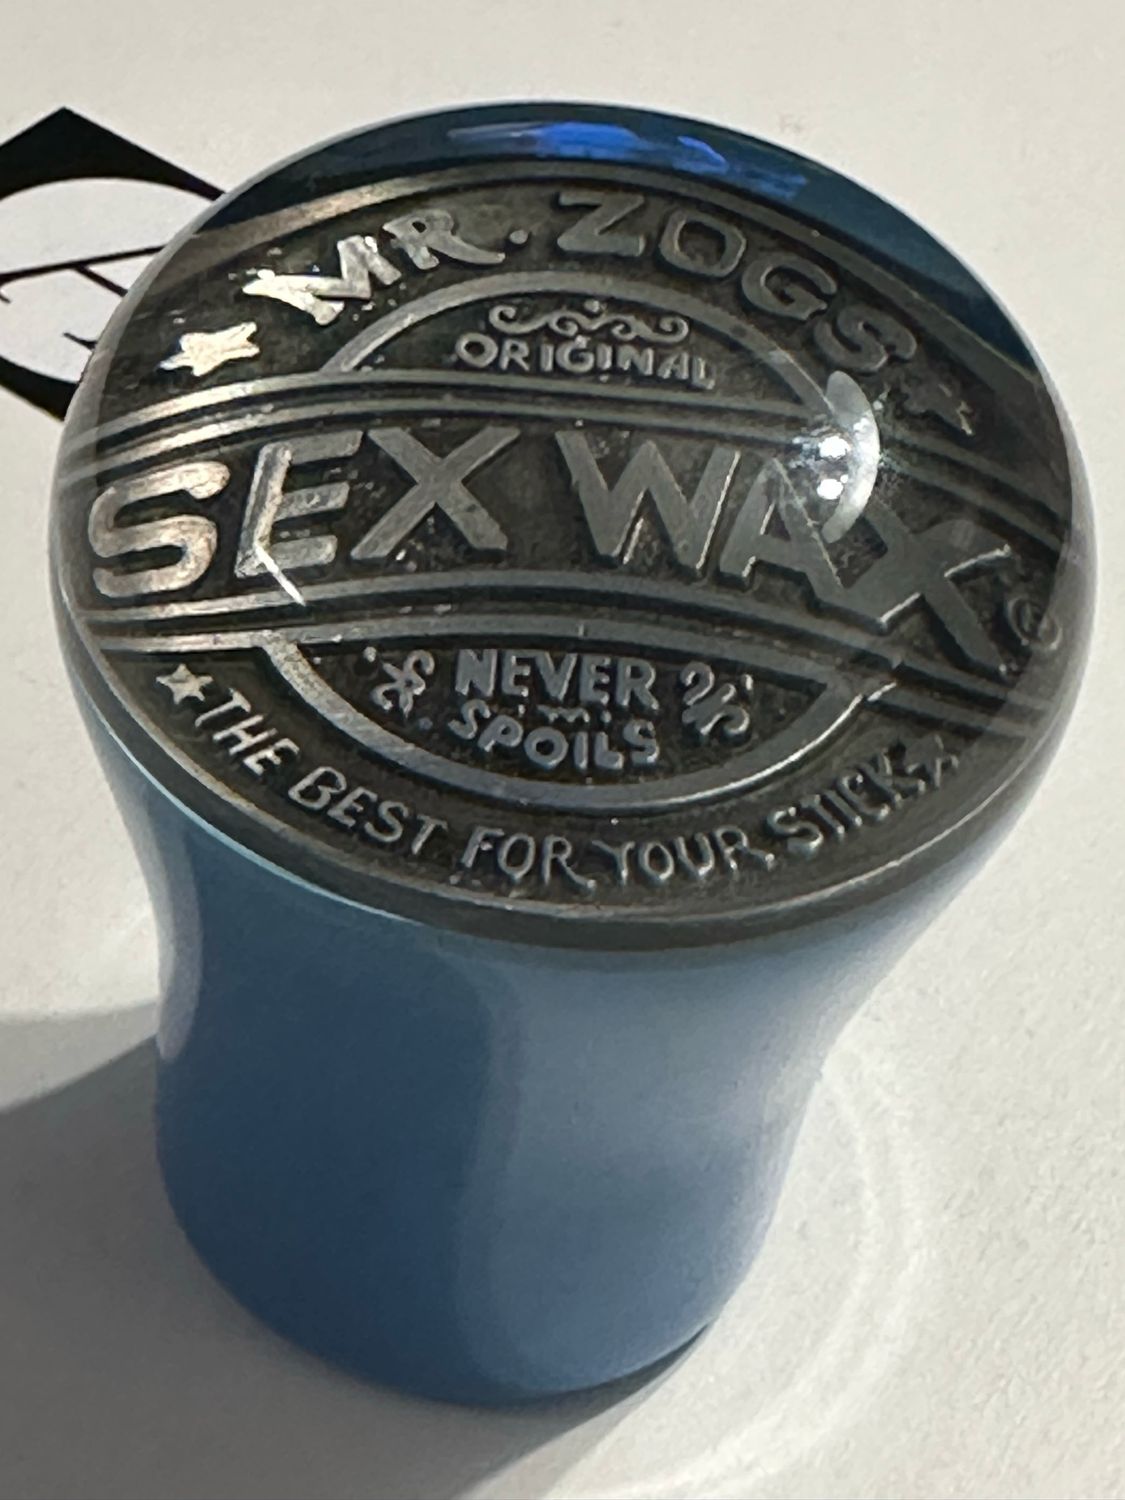 MR. ZOGS
ORIGINAL
SEX WAX ®
NEVER
SPOILS
THE BEST FOR YOUR STICK